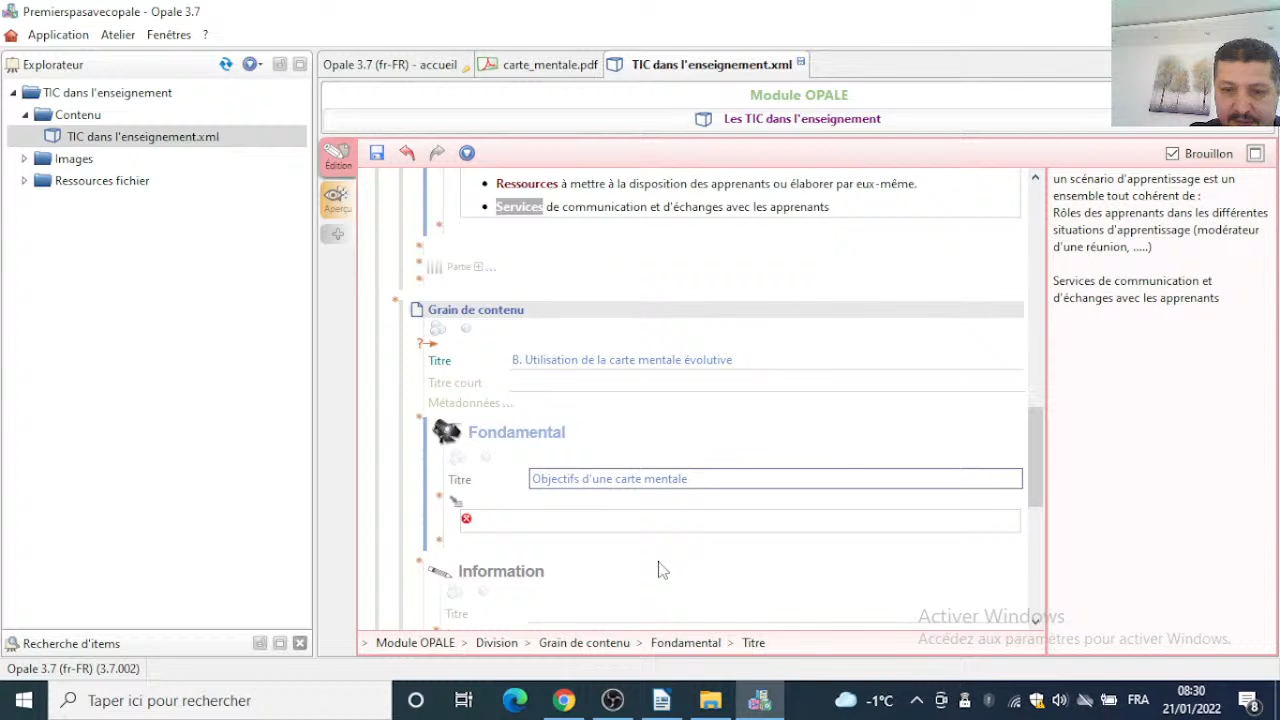 Premierspasavecopale - Opale 3.7
Application Atelier Fenêtres ?
Explorateur
TIC dans l'enseignement
Contenu
TIC dans l'enseignement.xml
Images
Ressources fichier
Opale 3.7 (fr-FR) - accueil
carte_mentale.pdf
TIC dans l'enseignement.xml
Module OPALE
Les TIC dans l'enseignement
Édition
Aperçu
Brouillon
Ressources à mettre à la disposition des apprenants ou élaborer par eux-même.
Services de communication et d'échanges avec les apprenants
Partie ...
Grain de contenu
Titre B. Utilisation de la carte mentale évolutive
Titre court
Métadonnées ...
Fondamental
Titre Objectifs d'une carte mentale
Information
Titre
un scénario d'apprentissage est un
ensemble tout cohérent de :
Rôles des apprenants dans les différentes
situations d'apprentissage (modérateur
d'une réunion, .....)
Services de communication et
d'échanges avec les apprenants
Activer Windows
Accédez aux paramètres pour activer Windows.
> Module OPALE > Division > Grain de contenu > Fondamental > Titre
Recherche d'items
Opale 3.7 (fr-FR) (3.7.002)
Taper ici pour rechercher
-1°C
FRA
08:30
21/01/2022
8